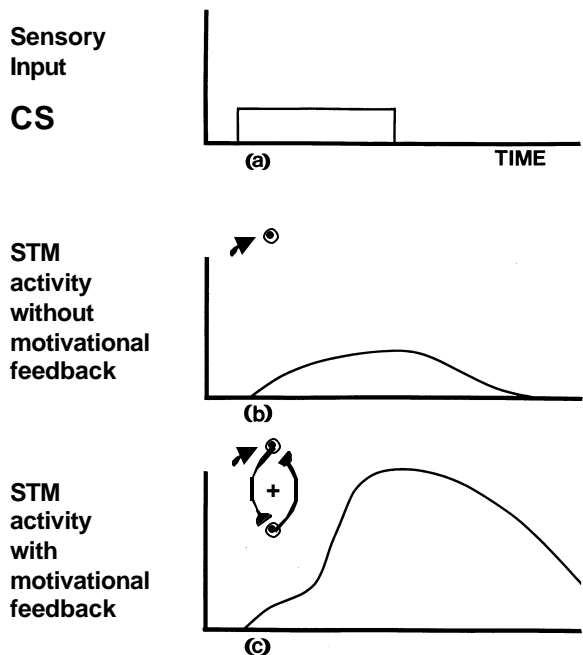 Sensory
Input
CS
TIME
(a)
STM
activity
without
motivational
feedback
(b)
STM
activity
with
motivational
feedback
+
(c)